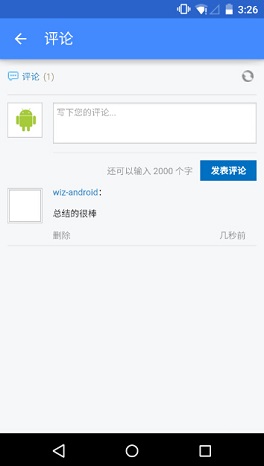 3:26
评论
评论 (1)
写下您的评论...
还可以输入 2000 个字
发表评论
wiz-android:
总结的很棒
删除
几秒前